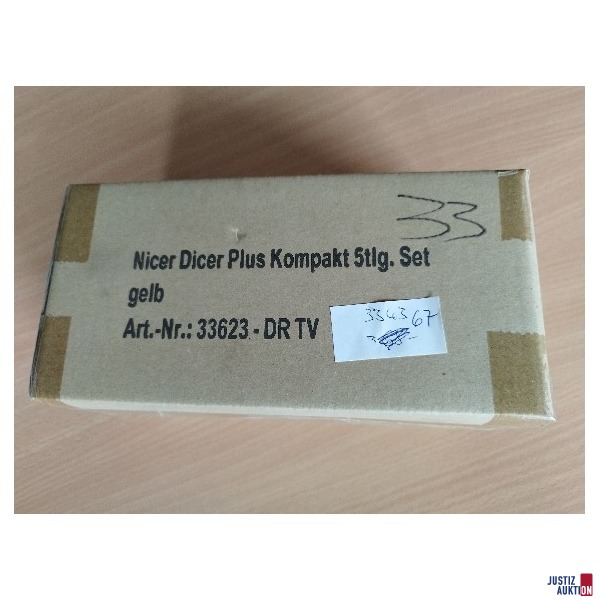 33
Nicer Dicer Plus Kompakt 5tlg. Set
gelb
Art.-Nr.: 33623 - DR TV
334367
JUSTIZ
AUKTION